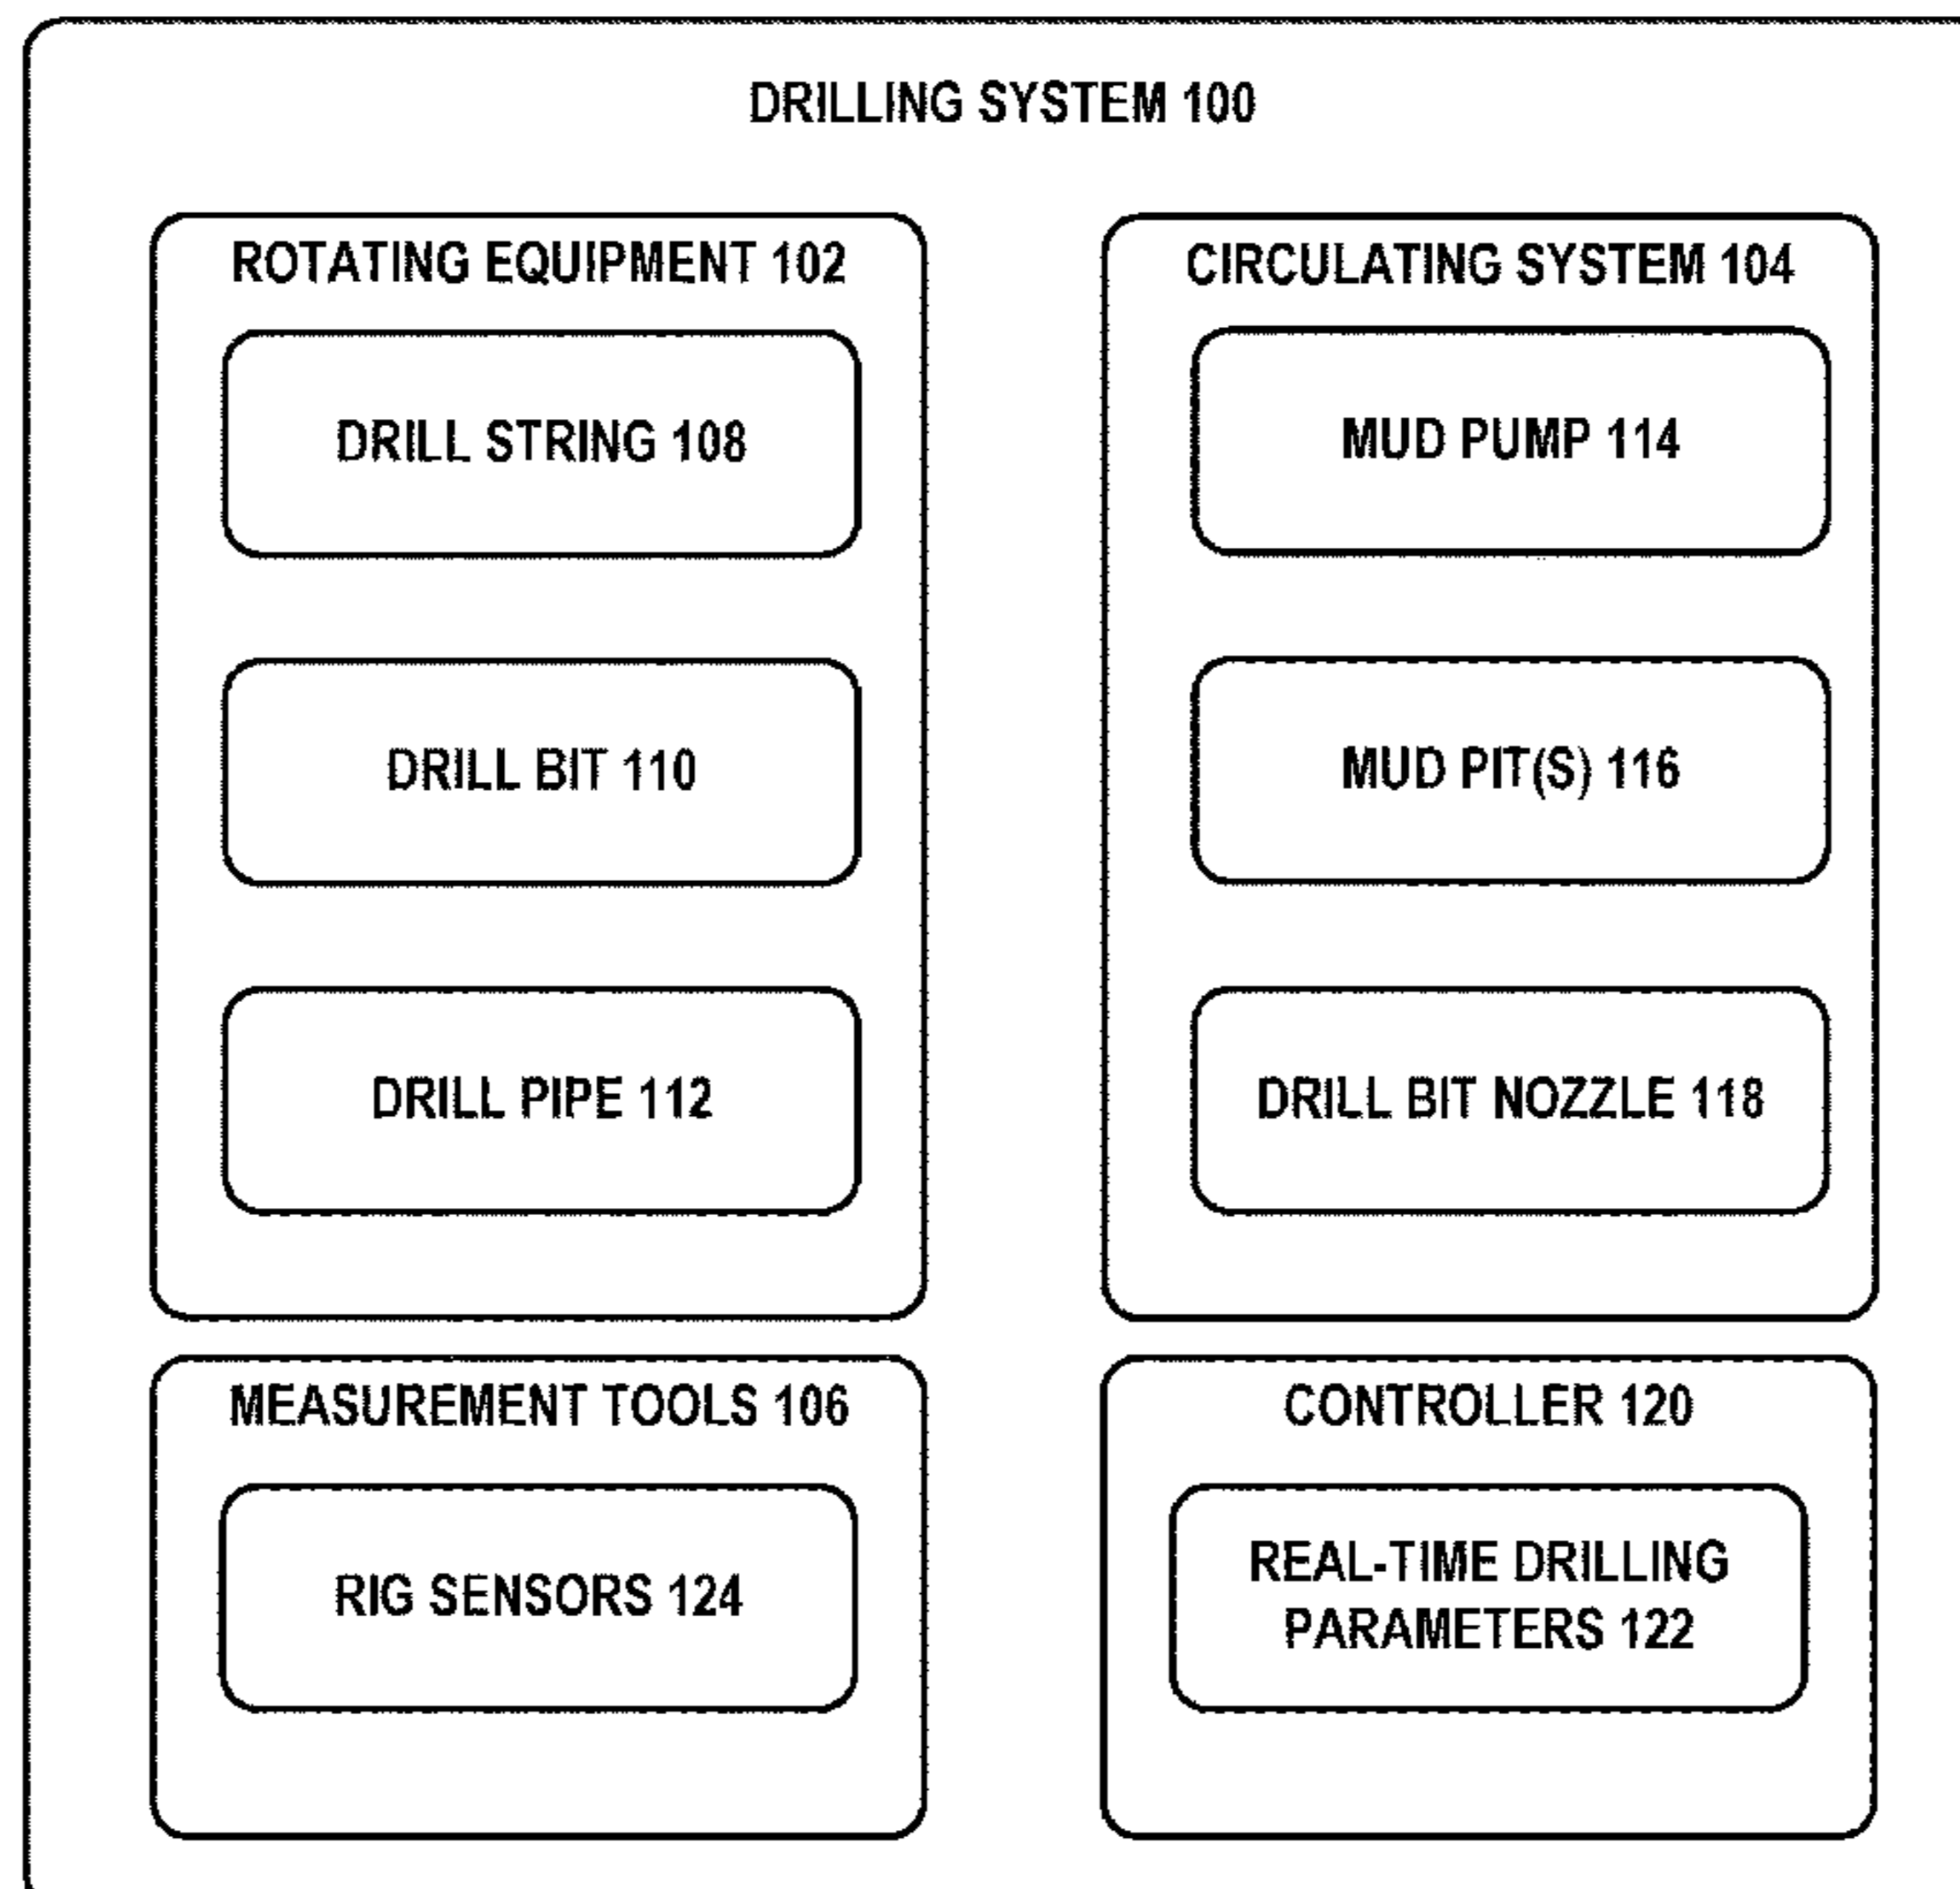 DRILLING SYSTEM 100
ROTATING EQUIPMENT 102
DRILL STRING 108
DRILL BIT 110
DRILL PIPE 112
CIRCULATING SYSTEM 104
MUD PUMP 114
MUD PIT(S) 116
DRILL BIT NOZZLE 118
MEASUREMENT TOOLS 106
RIG SENSORS 124
CONTROLLER 120
REAL-TIME DRILLING
PARAMETERS 122